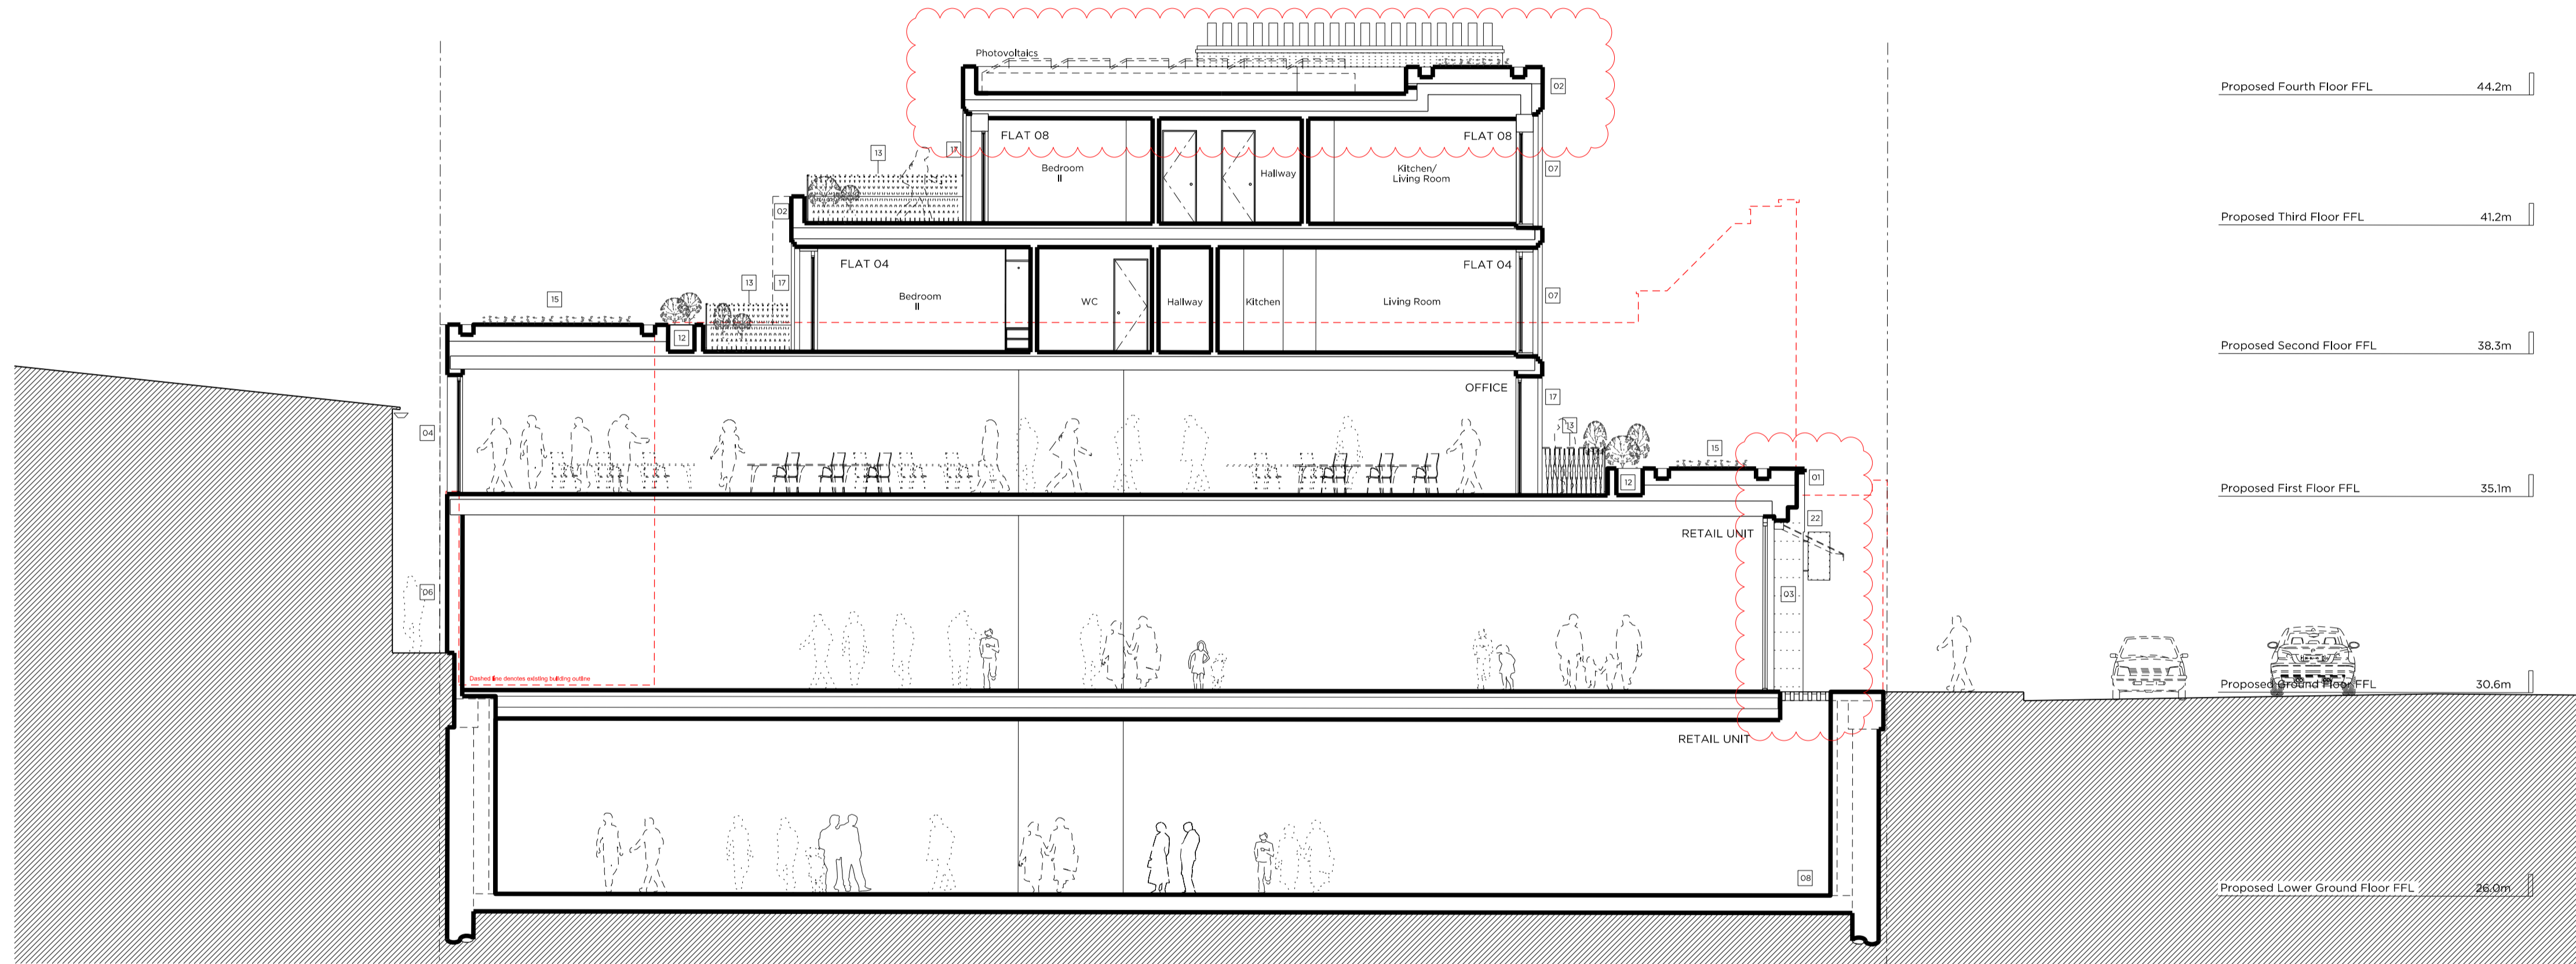 Photovoltaics
02
Proposed Fourth Floor FFL 44.2m
FLAT 08
FLAT 08
13
17
Bedroom
II
Hallway
Kitchen/
Living Room
07
02
Proposed Third Floor FFL 41.2m
FLAT 04
FLAT 04
13
17
15
12
Bedroom
II
WC
Hallway
Kitchen
Living Room
07
Proposed Second Floor FFL 38.3m
OFFICE
17
04
13
15
12
01
Proposed First Floor FFL 35.1m
22
RETAIL UNIT
06
03
Dashed line denotes existing building outline
Proposed Ground Floor FFL 30.6m
RETAIL UNIT
08
Proposed Lower Ground Floor FFL 26.0m